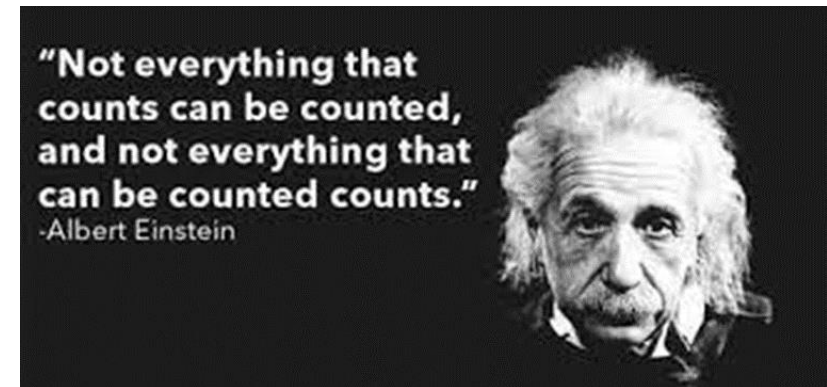 “Not everything that
counts can be counted,
and not everything that
can be counted counts.”
-Albert Einstein